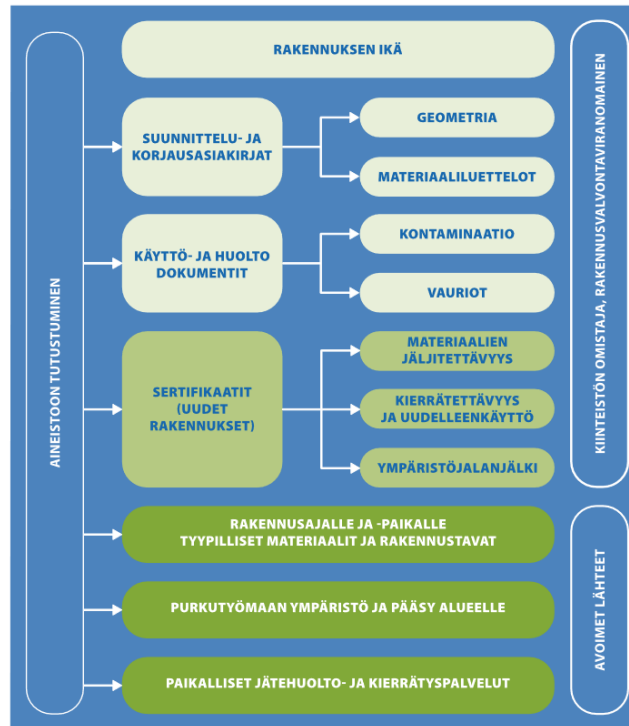 AINEISTOON TUTUSTUMINEN
RAKENNUKSEN IKÄ
SUUNNITTELU- JA
KORJAUSASIAKIRJAT
GEOMETRIA
MATERIAALILUETTELOT
KÄYTTÖ- JA HUOLTO
DOKUMENTIT
KONTAMINAATIO
VAURIOT
SERTIFIKAATIT
(UUDET
RAKENNUKSET)
MATERIAALIEN
JÄLJITETTÄVYYS
KIERRÄTETTÄVYYS
JA UUDELLEENKÄYTTÖ
YMPÄRISTÖJALANJÄLKI
RAKENNUSAJALLE JA -PAIKALLE
TYYPILLISET MATERIAALIT JA RAKENNUSTAVAT
PURKUTYÖMAAN YMPÄRISTÖ JA PÄÄSY ALUEELLE
PAIKALLISET JÄTEHUOLTO- JA KIERRÄTYSPALVELUT
KIINTEISTÖN OMISTAJA, RAKENNUSVALVONTAVIRANOMAINEN
AVOIMET LÄHTEET